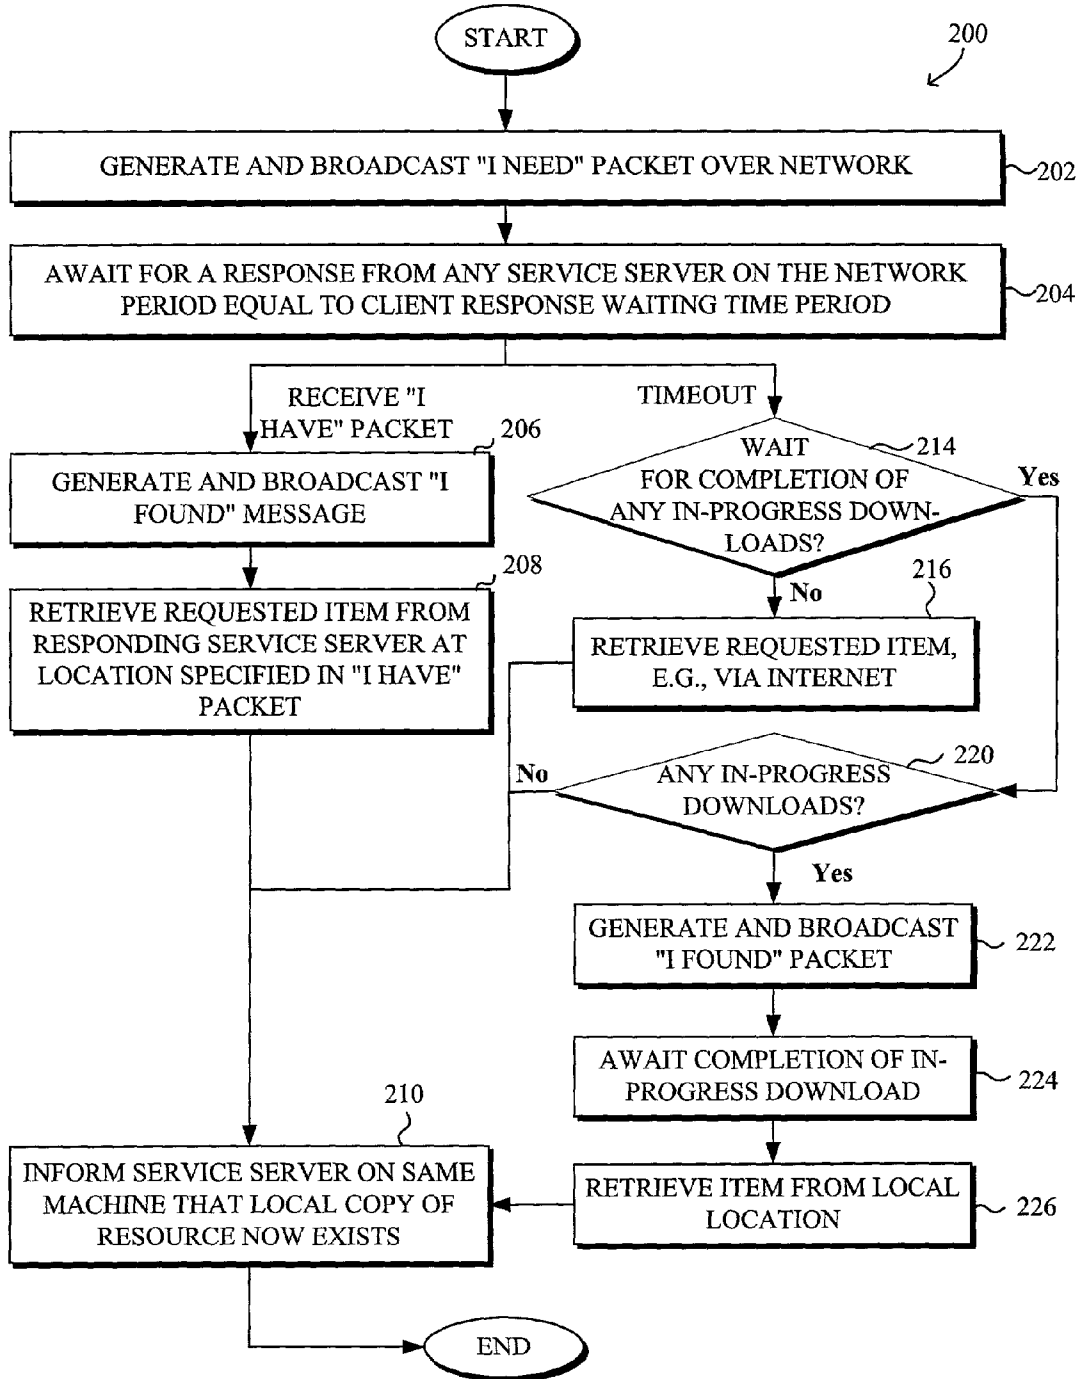 START
200
GENERATE AND BROADCAST "I NEED" PACKET OVER NETWORK
202
AWAIT FOR A RESPONSE FROM ANY SERVICE SERVER ON THE NETWORK
PERIOD EQUAL TO CLIENT RESPONSE WAITING TIME PERIOD
204
RECEIVE "I
HAVE" PACKET
TIMEOUT
206
GENERATE AND BROADCAST "I
FOUND" MESSAGE
WAIT
FOR COMPLETION OF
ANY IN-PROGRESS DOWN-
LOADS?
214
Yes
No
208
RETRIEVE REQUESTED ITEM FROM
RESPONDING SERVICE SERVER AT
LOCATION SPECIFIED IN "I HAVE"
PACKET
216
RETRIEVE REQUESTED ITEM,
E.G., VIA INTERNET
220
No
ANY IN-PROGRESS
DOWNLOADS?
Yes
GENERATE AND BROADCAST
"I FOUND" PACKET
222
AWAIT COMPLETION OF IN-
PROGRESS DOWNLOAD
224
210
INFORM SERVICE SERVER ON SAME
MACHINE THAT LOCAL COPY OF
RESOURCE NOW EXISTS
RETRIEVE ITEM FROM LOCAL
LOCATION
226
END